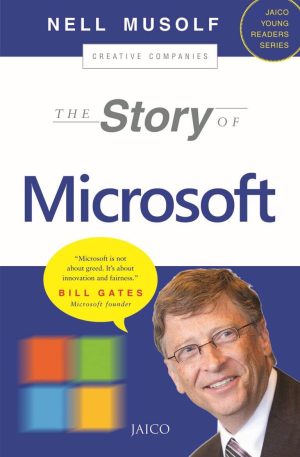 NELL MUSOLF
JAICO
YOUNG
READERS
SERIES
CREATIVE COMPANIES
THE Story OF
Microsoft
“Microsoft is not
about greed. It’s about
innovation and fairness.”
BILL GATES
Microsoft founder
JAICO